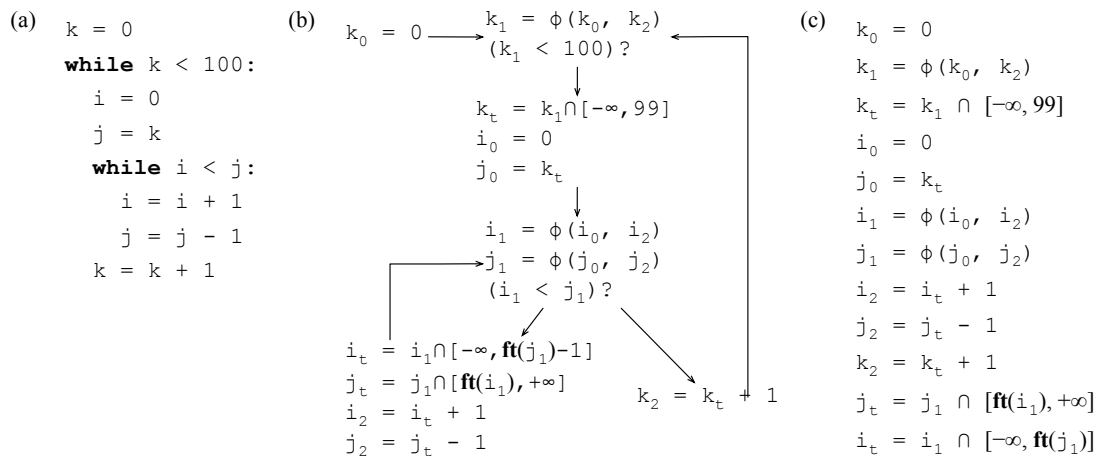 (a)
k = 0
while k < 100:
i = 0
j = k
while i < j:
i = i + 1
j = j - 1
k = k + 1
(b)
k₀ = 0
k₁ = ϕ(k₀, k₂)
(k₁ < 100)?
kₜ = k₁∩[-∞,99]
i₀ = 0
j₀ = kₜ
i₁ = ϕ(i₀, i₂)
j₁ = ϕ(j₀, j₂)
(i₁ < j₁)?
iₜ = i₁∩[-∞,ft(j₁)-1]
jₜ = j₁∩[ft(i₁),+∞]
i₂ = iₜ + 1
j₂ = jₜ - 1
k₂ = kₜ + 1
(c)
k₀ = 0
k₁ = ϕ(k₀, k₂)
kₜ = k₁ ∩ [−∞, 99]
i₀ = 0
j₀ = kₜ
i₁ = ϕ(i₀, i₂)
j₁ = ϕ(j₀, j₂)
i₂ = iₜ + 1
j₂ = jₜ - 1
k₂ = kₜ + 1
jₜ = j₁ ∩ [ft(i₁), +∞]
iₜ = i₁ ∩ [−∞, ft(j₁)]